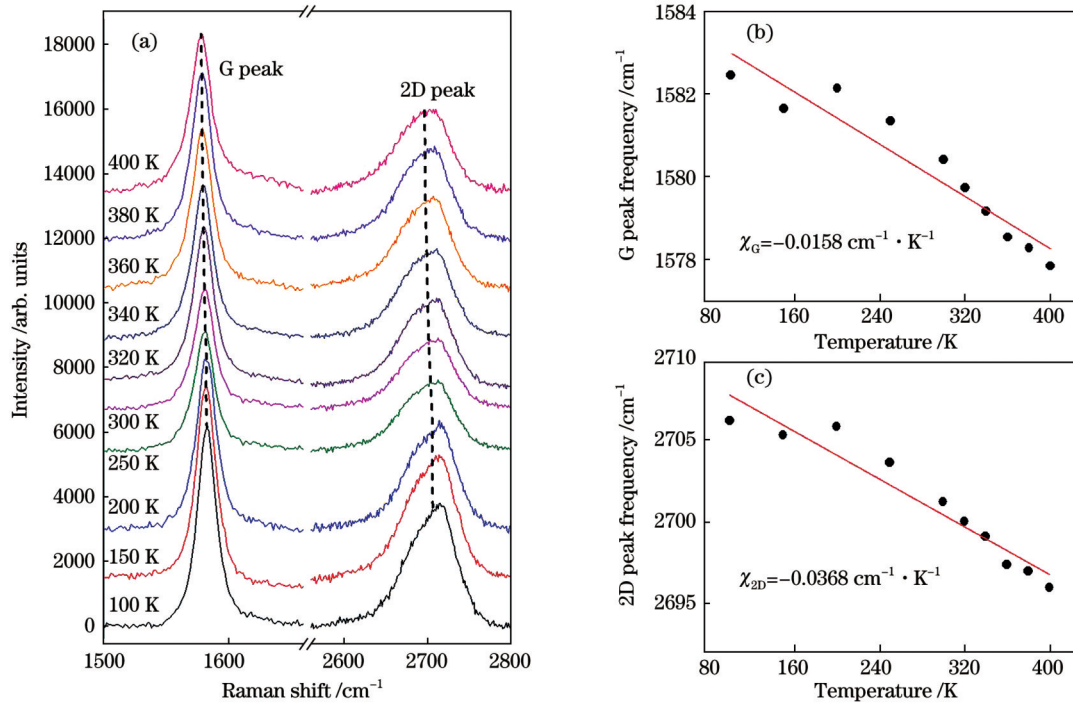 (a)
G peak
2D peak
18000
16000
14000
12000
10000
8000
6000
4000
2000
0
400 K
380 K
360 K
340 K
320 K
300 K
250 K
200 K
150 K
100 K
Intensity /arb. units
1500
1600
2600
2700
2800
Raman shift /cm⁻¹
(b)
1584
1582
1580
1578
G peak frequency /cm⁻¹
χG=−0.0158 cm⁻¹・K⁻¹
80
160
240
320
400
Temperature /K
(c)
2710
2705
2700
2695
2D peak frequency /cm⁻¹
χ2D=−0.0368 cm⁻¹・K⁻¹
80
160
240
320
400
Temperature /K